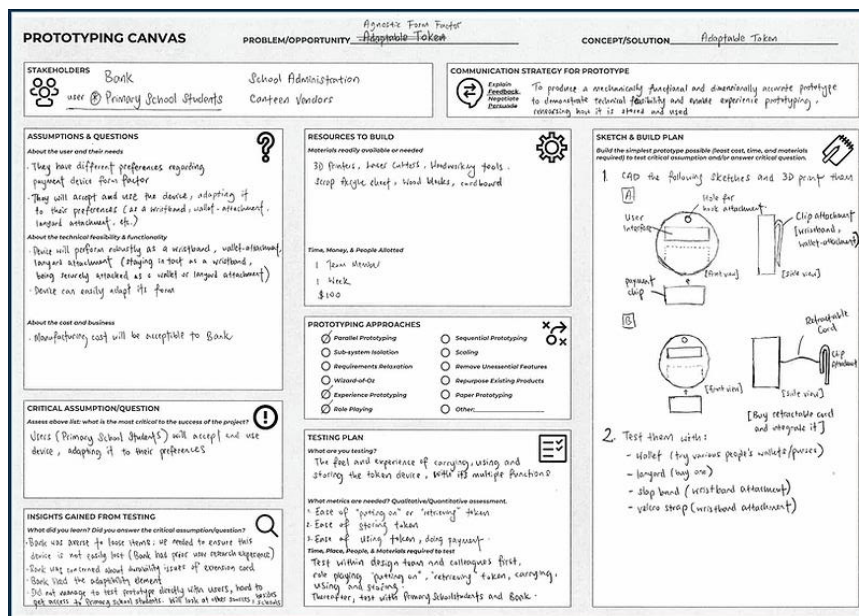 PROTOTYPING CANVAS
PROBLEM/OPPORTUNITY Agnostic Form Factor
Adaptable Token
CONCEPT/SOLUTION Adaptable Token
STAKEHOLDERS
Bank
School Administration
user Primary School Students
Canteen Vendors
COMMUNICATION STRATEGY FOR PROTOTYPE
Explain
Feedback
Negotiate
Persuade
To produce a mechanically functional and dimensionally accurate prototype
to demonstrate technical feasibility and enable experience prototyping,
rehearsing how it is stored and used
ASSUMPTIONS & QUESTIONS
About the user and their needs
- They have different preferences regarding
payment device form factor
- They will accept and use the device, adapting it
to their preferences (as a wristband, wallet-attachment,
lanyard attachment, etc.)
About the technical feasibility & functionality
- Device will perform robustly as a wristband, wallet-attachment,
lanyard attachment (staying intact as a wristband,
being securely attached as a wallet or lanyard attachment)
- Device can easily adapt its form
About the cost and business
- Manufacturing cost will be acceptible to Bank
CRITICAL ASSUMPTION/QUESTION
Assess above list: what is the most critical to the success of the project?
Users (Primary School Students) will accept and use
device, adapting it to their preferences
INSIGHTS GAINED FROM TESTING
What did you learn? Did you answer the critical assumption/question?
- Bank was averse to loose items: we needed to ensure this
device is not easily lost (Bank has prior user research experience)
- Bank was concerned about durability issues of extension cord
- Bank liked the adaptability element
- Did not manage to test prototype directly with users, hard to
get access to Primary school students. Will look at other sources, besides
schools
RESOURCES TO BUILD
Materials readily available or needed
3D Printers, Laser Cutters, Woodworking tools.
Scrap Acrylic sheet, Wood blocks, cardboard
Time, Money, & People Allotted
1 Team Member
1 Week
$100
PROTOTYPING APPROACHES
Parallel Prototyping
Sub-system Isolation
Requirements Relaxation
Wizard-of-Oz
Experience Prototyping
Role Playing
Sequential Prototyping
Scaling
Remove Unessential Features
Repurpose Existing Products
Paper Prototyping
Other:
TESTING PLAN
What are you testing?
The feel and experience of carrying, using and
storing the token device, with its multiple functions
What metrics are needed? Qualitative/Quantitative assessment.
1. Ease of "putting on" or "retrieving" token
2. Ease of storing token
3. Ease of using token, doing payment
Time, Place, People, & Materials required to test
Test within design team and colleagues first,
role playing "putting on", "retrieving" token, carrying,
using and storing.
Thereafter, test with Primary School students and Bank.
SKETCH & BUILD PLAN
Build the simplest prototype possible (least cost, time, and materials
required) to test critical assumption and/or answer critical question.
1. CAD the following sketches and 3D print them
A
Hole for
hook attachment
User
Interface
Clip Attachment
[wristband,
wallet-attachment]
[front view]
[side view]
payment
chip
B
Retractable
Cord
Clip
Attachment
[front view]
[side view]
[Buy retractable cord
and integrate it]
2. Test them with:
- wallet (try various people's wallets/purses)
- lanyard (buy one)
- slap band (wristband attachment)
- velcro strap (wristband attachment)